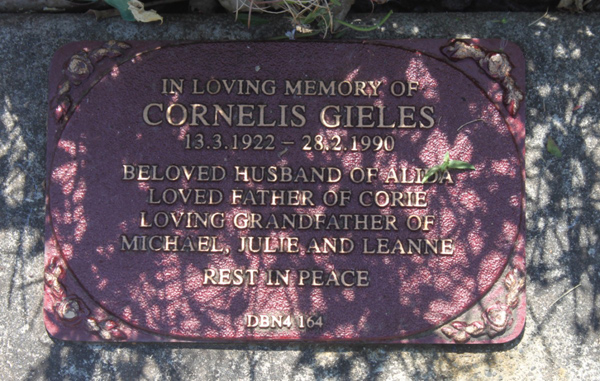 IN LOVING MEMORY OF
CORNELIS GIELES
13.3.1922 – 28.2.1990
BELOVED HUSBAND OF ALIDA
LOVED FATHER OF CORIE
LOVING GRANDFATHER OF
MICHAEL, JULIE AND LEANNE
REST IN PEACE
DBN4 164